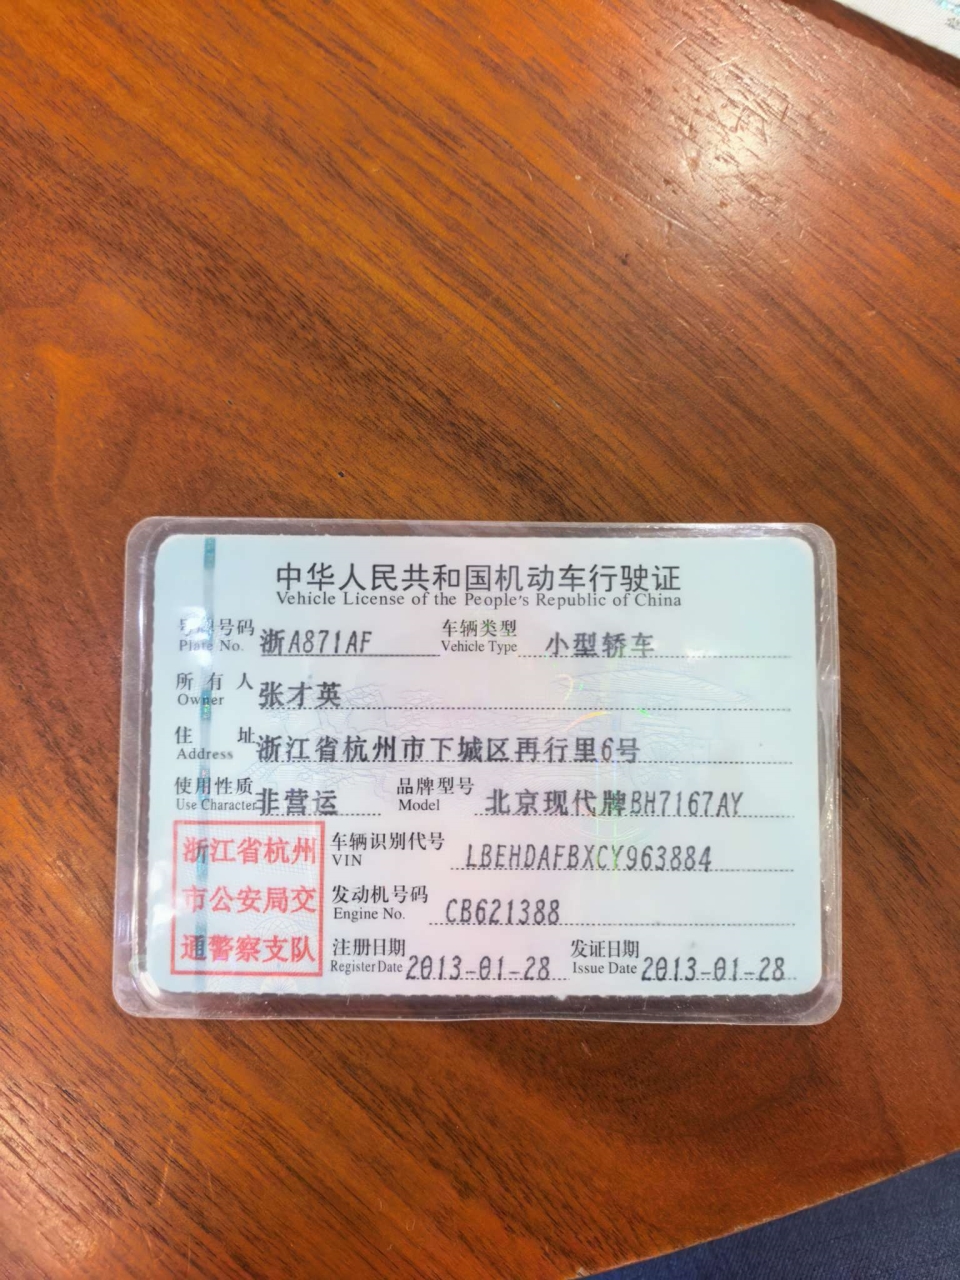 中华人民共和国机动车行驶证
Vehicle License of the People's Republic of China
号牌号码 浙A871AF 车辆类型 小型轿车
Plate No. Vehicle Type
所有人 张才英
Owner
住址 浙江省杭州市下城区再行里6号
Address
使用性质 非营运 品牌型号 北京现代牌BH7167AY
Use Character Model
浙江省杭州 车辆识别代号 LBEHDAFBXCY963884
VIN
市公安局交 发动机号码 CB621388
Engine No.
通警察支队 注册日期 2013-01-28 发证日期 2013-01-28
Register Date Issue Date